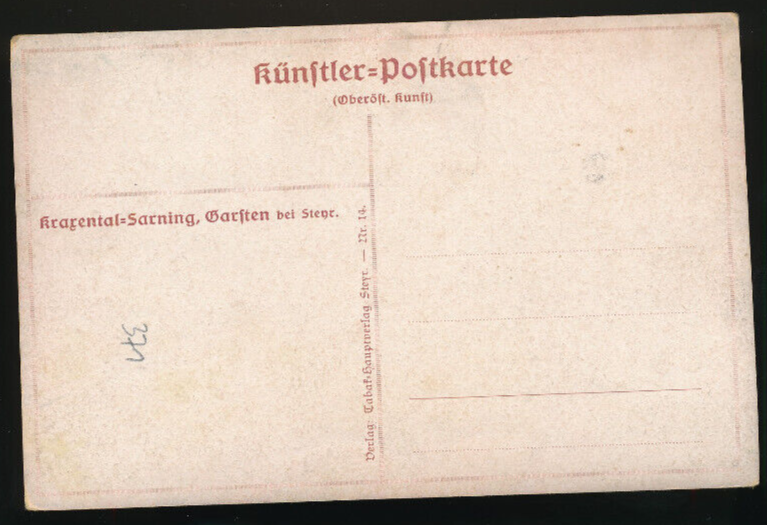 Künstler=Postkarte
(Oberöst. Kunst)
Kraxental=Sarning, Garsten bei Steyr.
Verlag: Tabak=Hauptverlag Steyr. — Nr. 14.